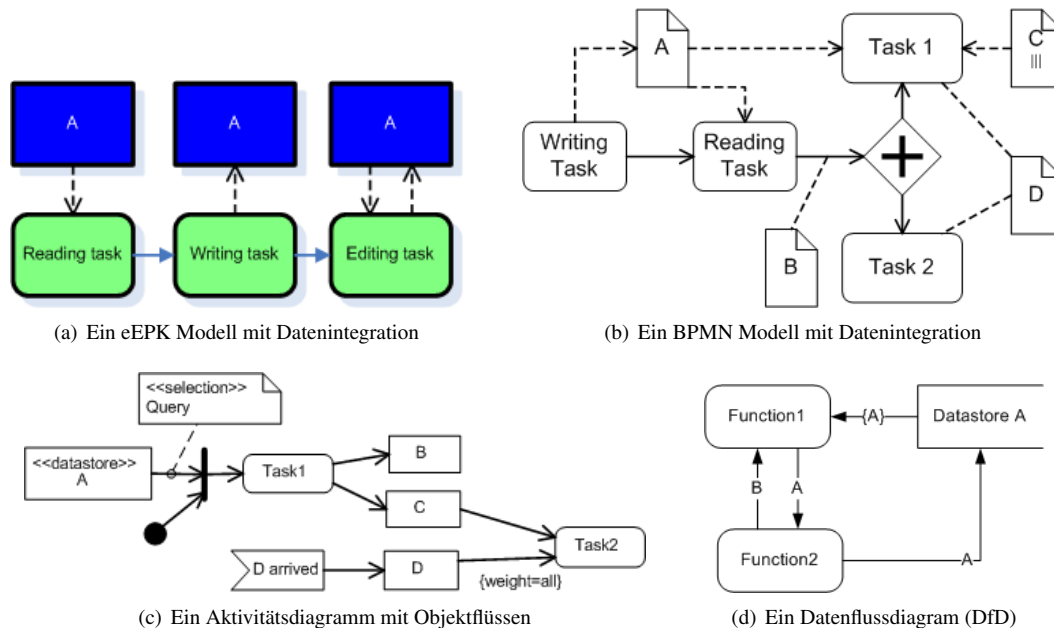 A
A
A
Reading task
Writing task
Editing task
(a) Ein eEPK Modell mit Datenintegration
A
Task 1
C
|||
Writing
Task
Reading
Task
B
Task 2
D
(b) Ein BPMN Modell mit Datenintegration
<<selection>>
Query
<<datastore>>
A
Task1
B
C
Task2
D arrived
D
{weight=all}
(c) Ein Aktivitätsdiagramm mit Objektflüssen
Function1
{A}
Datastore A
B
A
Function2
A
(d) Ein Datenflussdiagram (DfD)